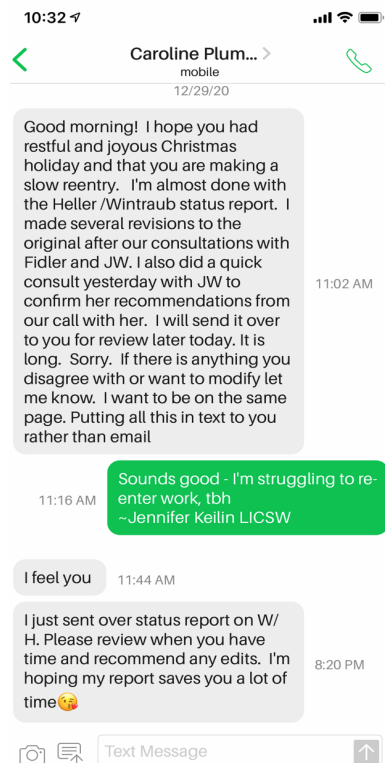 10:32
Caroline Plum...
mobile
12/29/20
Good morning!  I hope you had
restful and joyous Christmas
holiday and that you are making a
slow reentry.   I'm almost done with
the Heller /Wintraub status report.  I
made several revisions to the
original after our consultations with
Fidler and JW. I also did a quick
consult yesterday with JW to
confirm her recommendations from
our call with her.  I will send it over
to you for review later today. It is
long.  Sorry.  If there is anything you
disagree with or want to modify let
me know.  I want to be on the same
page. Putting all this in text to you
rather than email
11:02 AM
Sounds good - I'm struggling to re-
enter work, tbh
~Jennifer Keilin LICSW
11:16 AM
I feel you
11:44 AM
I just sent over status report on W/
H. Please review when you have
time and recommend any edits.  I'm
hoping my report saves you a lot of
time😘
8:20 PM
Text Message